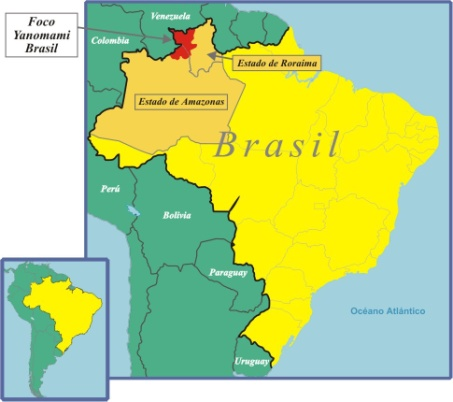 Foco
Yanomami
Brasil
Venezuela
Colombia
Estado de Roraima
Estado de Amazonas
Brasil
Perú
Bolivia
Paraguay
Océano Atlántico
Uruguay